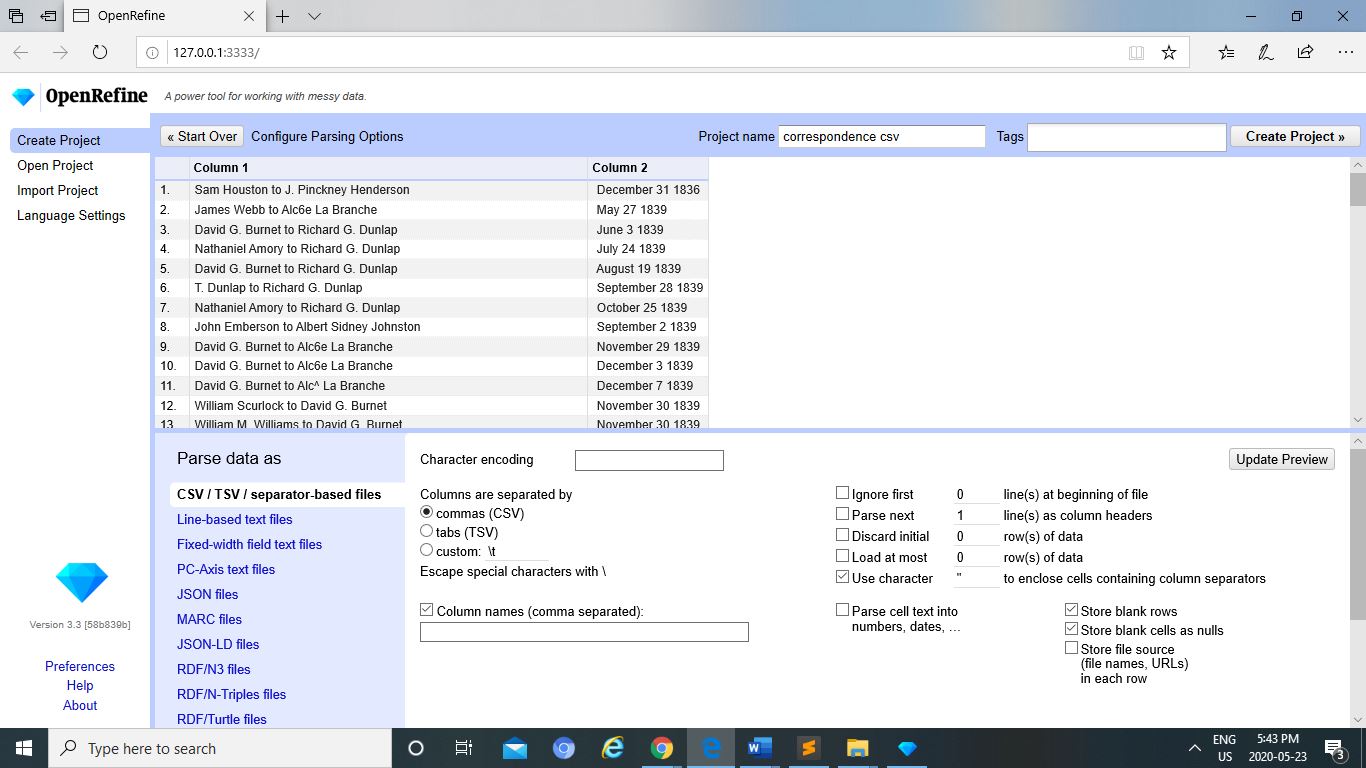 OpenRefine
127.0.0.1:3333/
OpenRefine A power tool for working with messy data.
Create Project
Open Project
Import Project
Language Settings
« Start Over Configure Parsing Options Project name correspondence csv Tags Create Project »
Column 1 Column 2
1. Sam Houston to J. Pinckney Henderson December 31 1836
2. James Webb to Alc6e La Branche May 27 1839
3. David G. Burnet to Richard G. Dunlap June 3 1839
4. Nathaniel Amory to Richard G. Dunlap July 24 1839
5. David G. Burnet to Richard G. Dunlap August 19 1839
6. T. Dunlap to Richard G. Dunlap September 28 1839
7. Nathaniel Amory to Richard G. Dunlap October 25 1839
8. John Emberson to Albert Sidney Johnston September 2 1839
9. David G. Burnet to Alc6e La Branche November 29 1839
10. David G. Burnet to Alc6e La Branche December 3 1839
11. David G. Burnet to Alc^ La Branche December 7 1839
12. William Scurlock to David G. Burnet November 30 1839
13. William M. Williams to David G. Burnet November 30 1839
Parse data as
CSV / TSV / separator-based files
Line-based text files
Fixed-width field text files
PC-Axis text files
JSON files
MARC files
JSON-LD files
RDF/N3 files
RDF/N-Triples files
RDF/Turtle files
Character encoding Update Preview
Columns are separated by
commas (CSV)
tabs (TSV)
custom: \t
Escape special characters with \
Column names (comma separated):
Ignore first 0 line(s) at beginning of file
Parse next 1 line(s) as column headers
Discard initial 0 row(s) of data
Load at most 0 row(s) of data
Use character " to enclose cells containing column separators
Parse cell text into
numbers, dates, ...
Store blank rows
Store blank cells as nulls
Store file source
(file names, URLs)
in each row
Version 3.3 [58b839b]
Preferences
Help
About
Type here to search
ENG
US
5:43 PM
2020-05-23
3